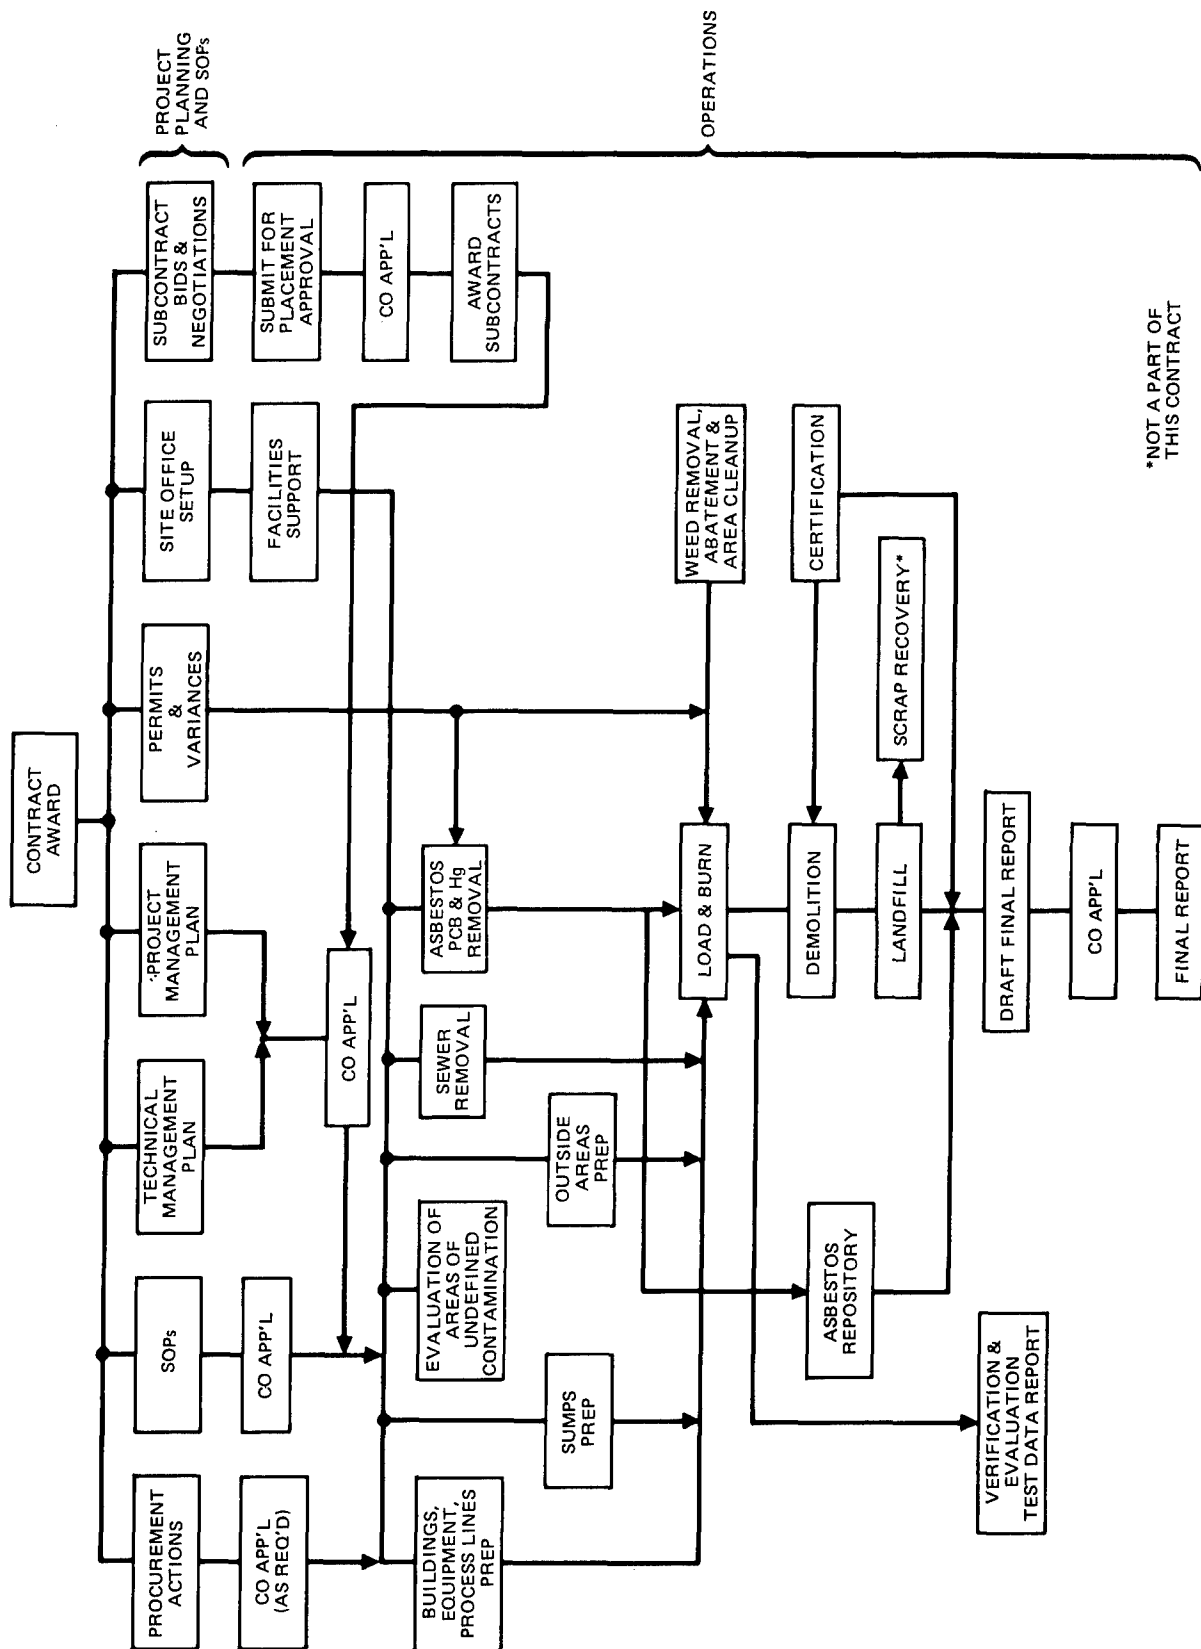 CONTRACT
AWARD
PROCUREMENT
ACTIONS
SOPs
TECHNICAL
MANAGEMENT
PLAN
PROJECT
MANAGEMENT
PLAN
PERMITS
&
VARIANCES
SITE OFFICE
SETUP
SUBCONTRACT
BIDS &
NEGOTIATIONS
PROJECT
PLANNING
AND SOPs
CO APP'L
(AS REQ'D)
CO APP'L
FACILITIES
SUPPORT
SUBMIT FOR
PLACEMENT
APPROVAL
CO APP'L
CO APP'L
AWARD
SUBCONTRACTS
OPERATIONS
BUILDINGS,
EQUIPMENT,
PROCESS LINES
PREP
EVALUATION OF
AREAS OF
UNDEFINED
CONTAMINATION
SEWER
REMOVAL
ASBESTOS
PCB & Hg
REMOVAL
SUMPS
PREP
OUTSIDE
AREAS
PREP
LOAD & BURN
WEED REMOVAL,
ABATEMENT &
AREA CLEANUP
ASBESTOS
REPOSITORY
DEMOLITION
CERTIFICATION
LANDFILL
SCRAP RECOVERY*
VERIFICATION &
EVALUATION
TEST DATA REPORT
DRAFT FINAL REPORT
CO APP'L
FINAL REPORT
*NOT A PART OF
THIS CONTRACT